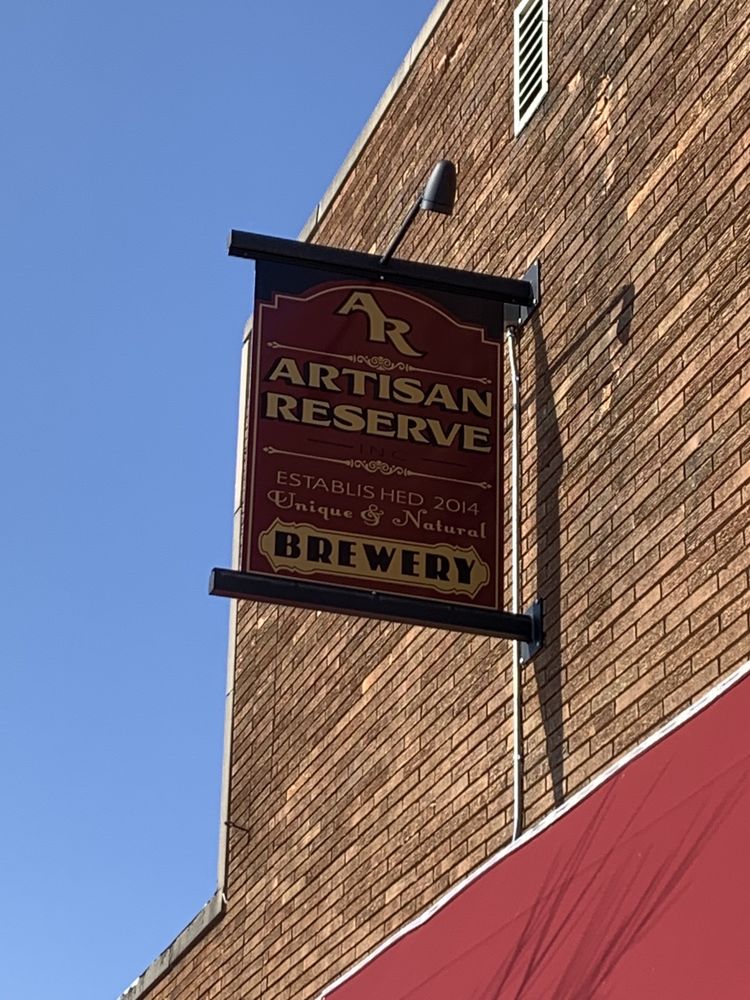 AR
ARTISAN
RESERVE
INC
ESTABLISHED 2014
Unique & Natural
BREWERY